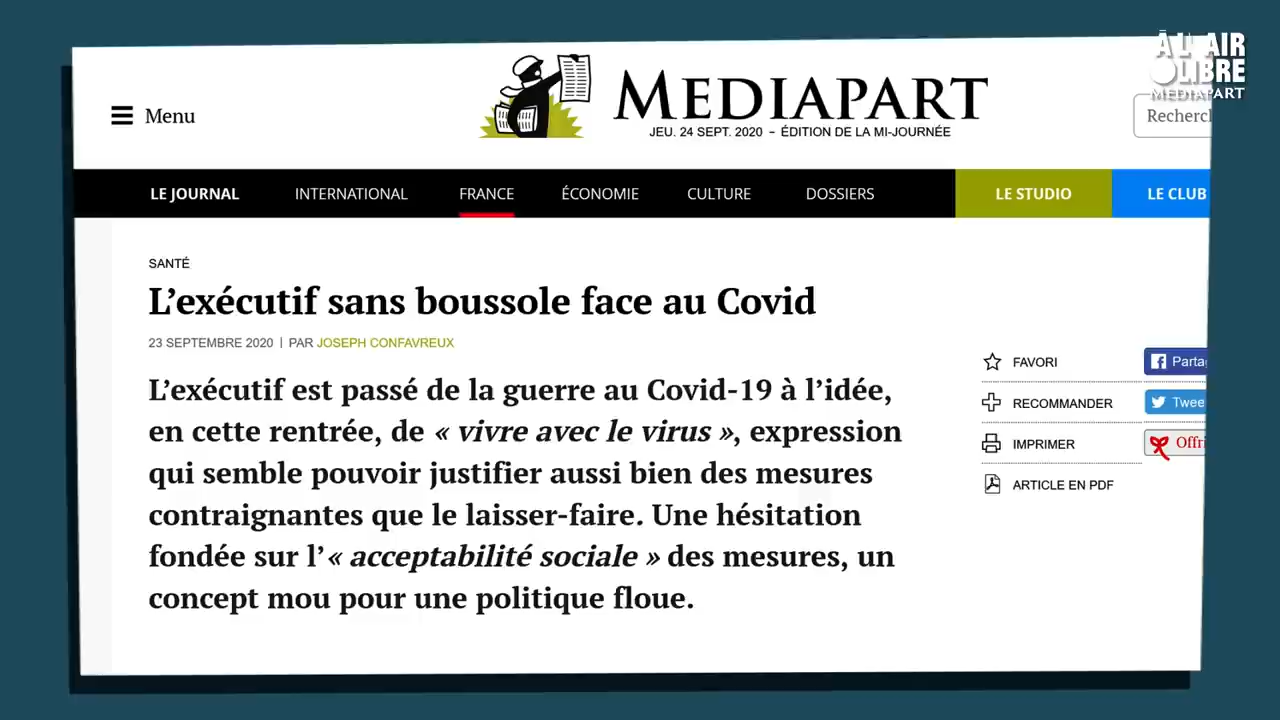 À L'AIR
LIBRE
MEDIAPART
Menu
MEDIAPART
JEU. 24 SEPT. 2020 – ÉDITION DE LA MI-JOURNÉE
Recherc
LE JOURNAL INTERNATIONAL FRANCE ÉCONOMIE CULTURE DOSSIERS LE STUDIO LE CLUB
SANTÉ
L’exécutif sans boussole face au Covid
23 SEPTEMBRE 2020 | PAR JOSEPH CONFAVREUX
L’exécutif est passé de la guerre au Covid-19 à l’idée,
en cette rentrée, de « vivre avec le virus », expression
qui semble pouvoir justifier aussi bien des mesures
contraignantes que le laisser-faire. Une hésitation
fondée sur l’« acceptabilité sociale » des mesures, un
concept mou pour une politique floue.
FAVORI Parta
RECOMMANDER Twee
IMPRIMER Offri
ARTICLE EN PDF